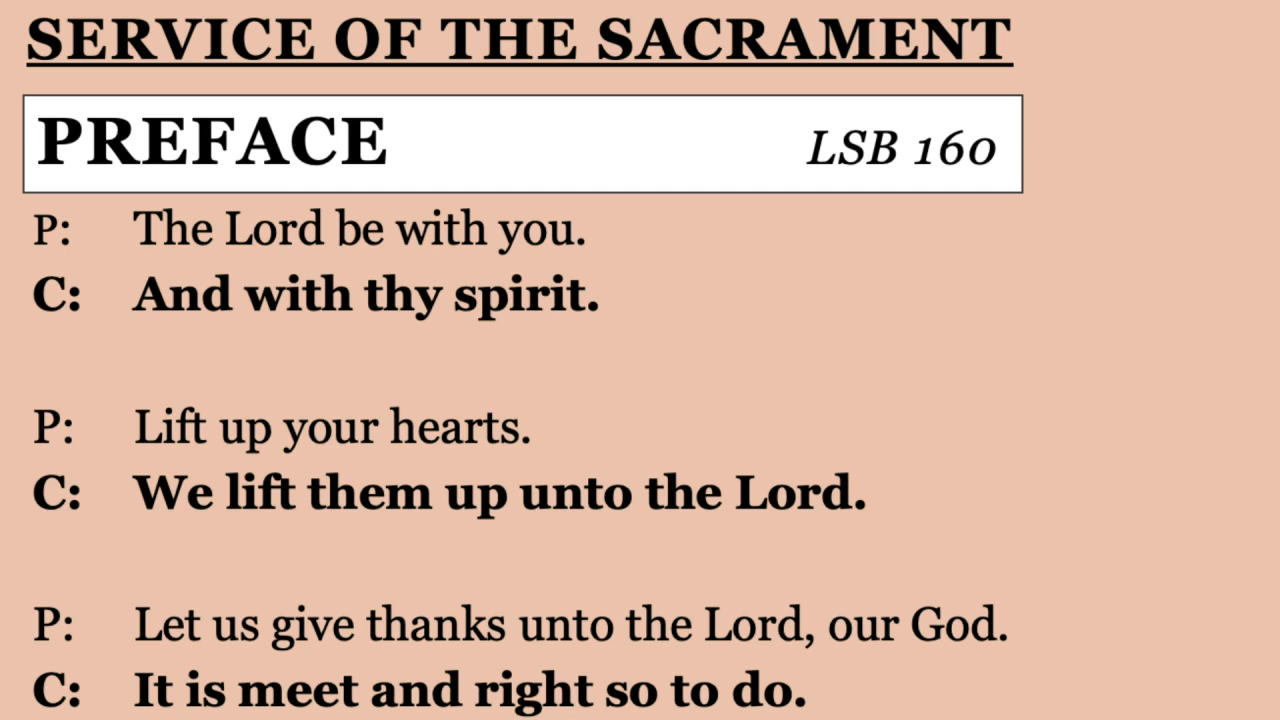 SERVICE OF THE SACRAMENT
PREFACE LSB 160
P: The Lord be with you.
C: And with thy spirit.
P: Lift up your hearts.
C: We lift them up unto the Lord.
P: Let us give thanks unto the Lord, our God.
C: It is meet and right so to do.